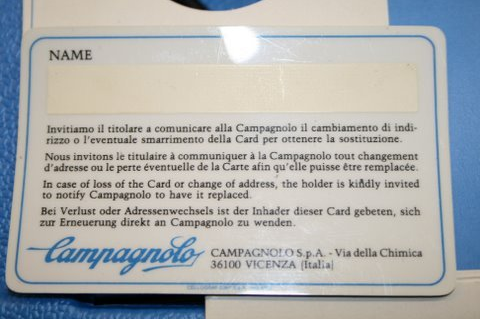 NAME
Invitiamo il titolare a comunicare alla Campagnolo il cambiamento di indi-
rizzo o l'eventuale smarrimento della Card per ottenere la sostituzione.
Nous invitons le titulaire à communiquer à la Campagnolo tout changement
d'adresse ou le perte éventuelle de la Carte afin qu'elle puisse être remplacée.
In case of loss of the Card or change of address, the holder is kindly invited
to notify Campagnolo to have it replaced.
Bei Verlust oder Adressenwechsels ist der Inhader dieser Card gebeten, sich
zur Erneuerung direkt an Campagnolo zu wenden.
Campagnolo CAMPAGNOLO S.p.A. - Via della Chimica
36100 VICENZA (Italia)